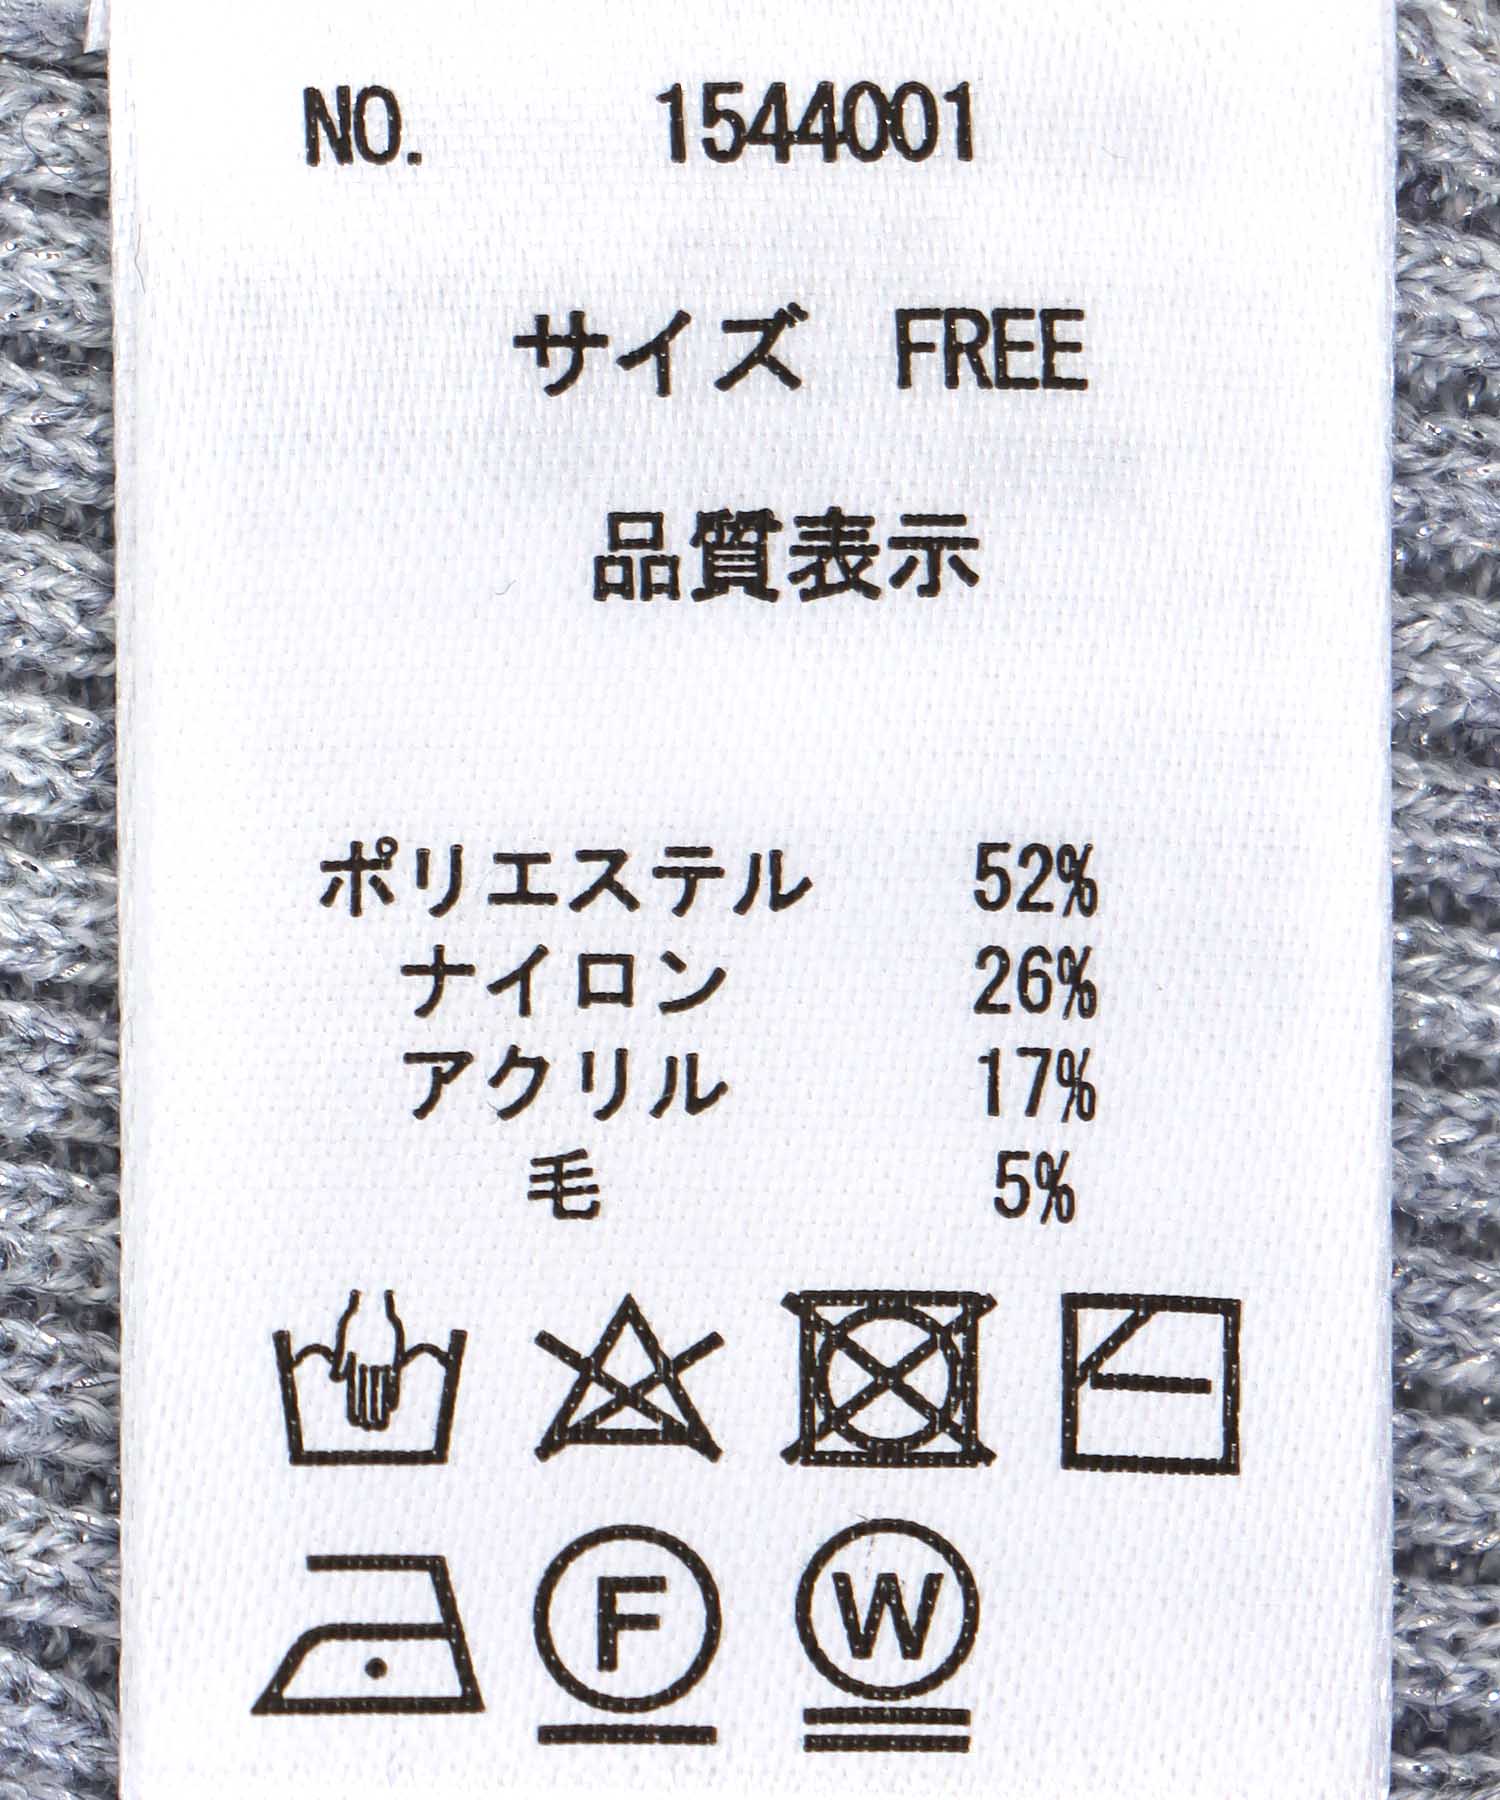 NO. 1544001
サイズ FREE
品質表示
ポリエステル 52%
ナイロン 26%
アクリル 17%
毛 5%
F W